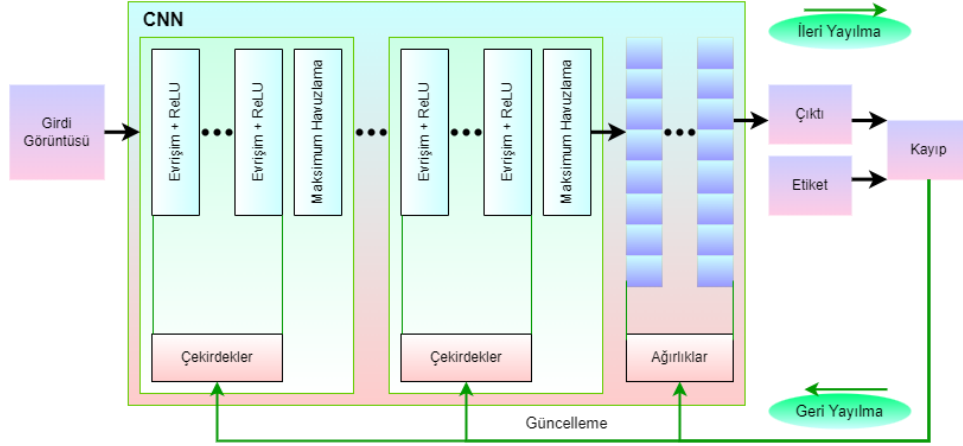 CNN
İleri Yayılma
Girdi
Görüntüsü
Evrişim + ReLU
Evrişim + ReLU
Maksimum Havuzlama
Evrişim + ReLU
Evrişim + ReLU
Maksimum Havuzlama
Çıktı
Etiket
Kayıp
Çekirdekler
Çekirdekler
Ağırlıklar
Geri Yayılma
Güncelleme